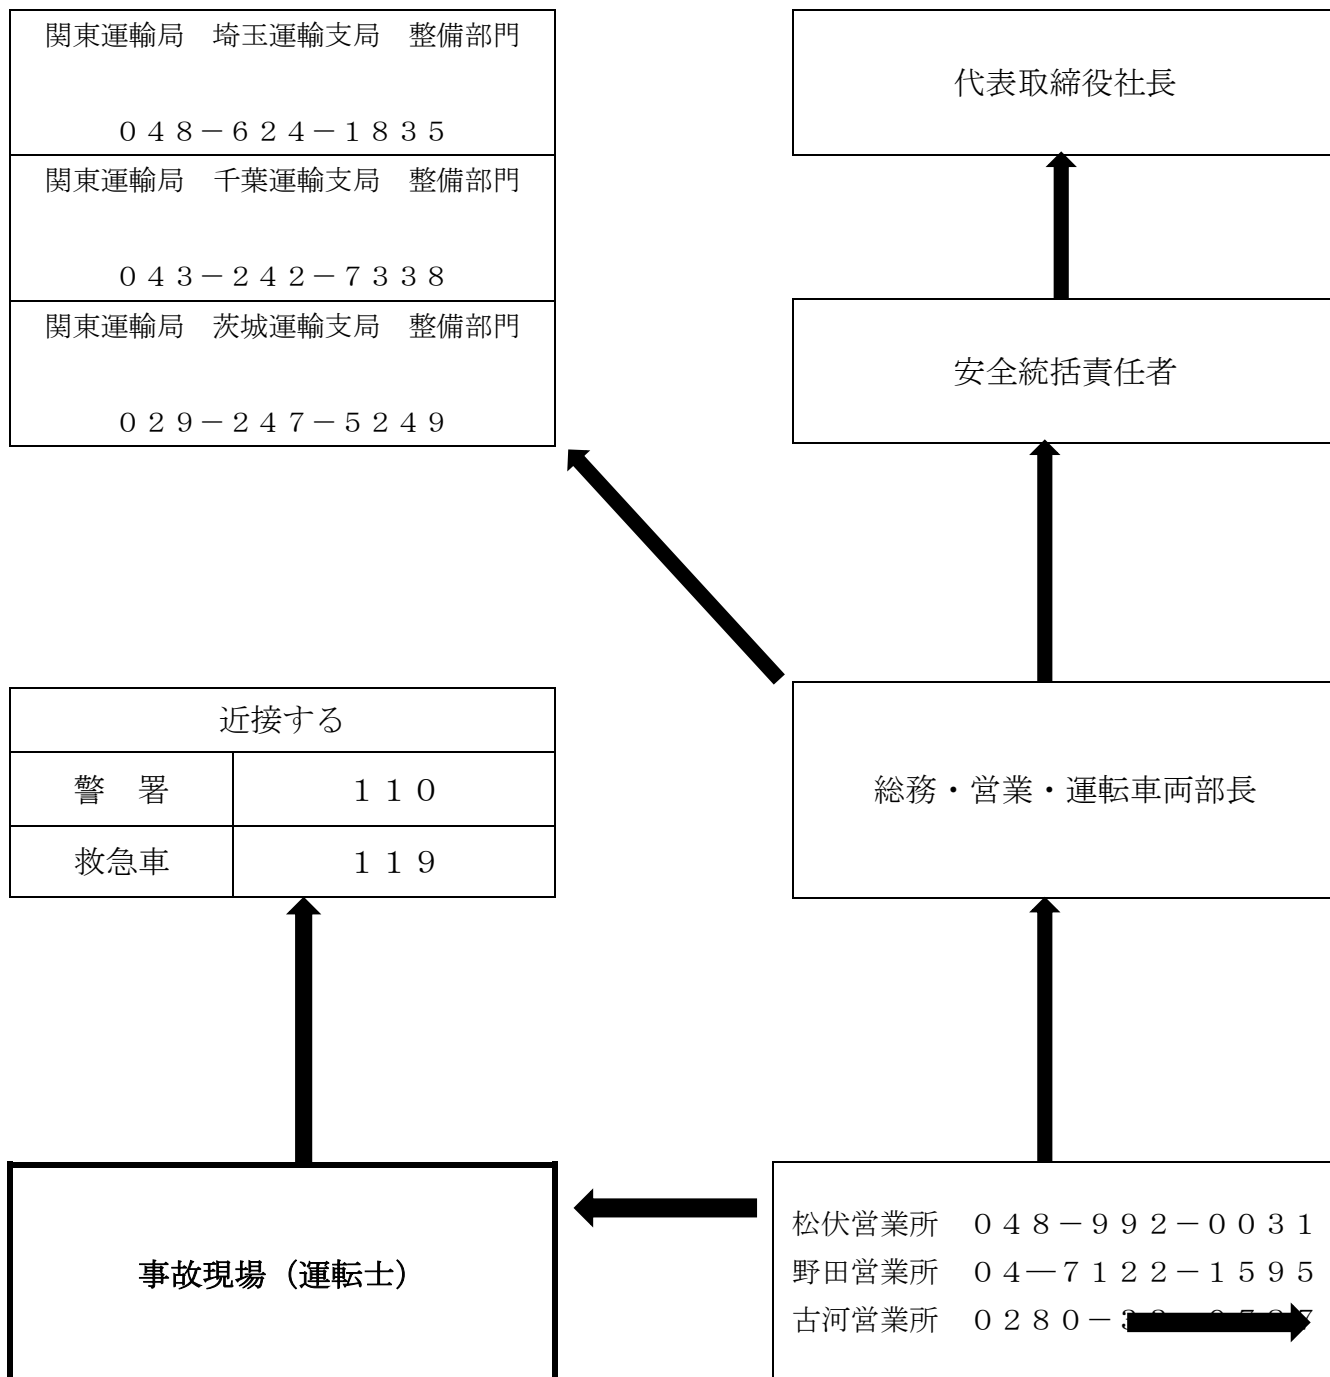 関東運輸局　埼玉運輸支局　整備部門
０４８－６２４－１８３５
関東運輸局　千葉運輸支局　整備部門
０４３－２４２－７３３８
関東運輸局　茨城運輸支局　整備部門
０２９－２４７－５２４９
代表取締役社長
安全統括責任者
総務・営業・運転車両部長
近接する
警　署　１１０
救急車　１１９
事故現場（運転士）
松伏営業所　０４８－９９２－００３１
野田営業所　０４―７１２２－１５９５
古河営業所　０２８０－